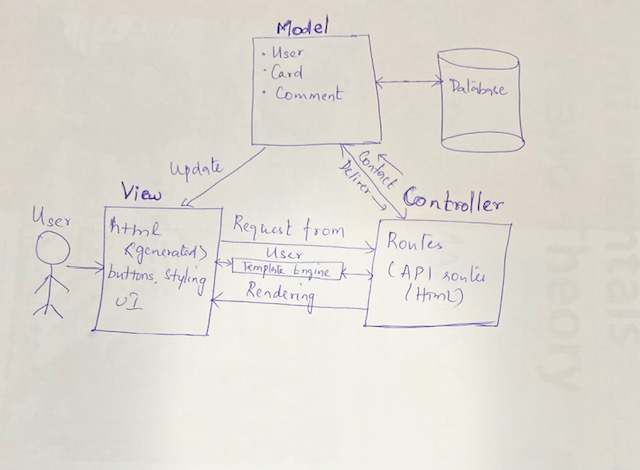 Model
• User
• Card
• Comment
Database
Update
Contact
Deliver
Controller
View
User
html
<generated>
buttons, styling
UI
Request from
User
Template Engine
Rendering
Routes
(API routes
/Html)